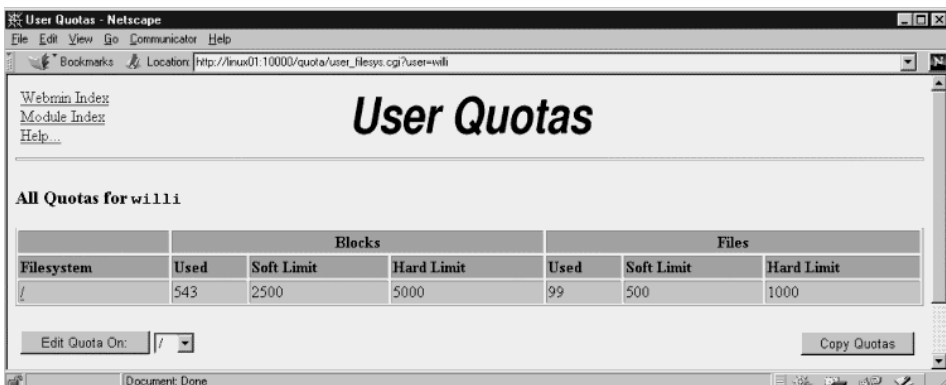 User Quotas - Netscape
File Edit View Go Communicator Help
Bookmarks Location: http://linux01:10000/quota/user_filesys.cgi?user=willi
Webmin Index
Module Index
Help...
User Quotas
All Quotas for willi
Blocks Files
Filesystem Used Soft Limit Hard Limit Used Soft Limit Hard Limit
/ 543 2500 5000 99 500 1000
Edit Quota On: / Copy Quotas
Document: Done